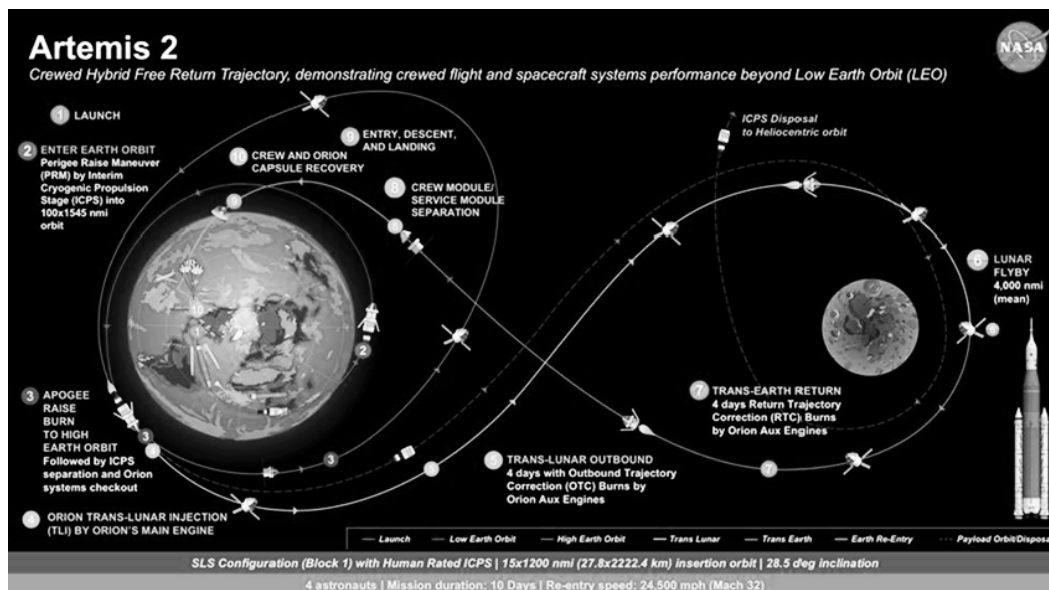 Artemis 2
Crewed Hybrid Free Return Trajectory, demonstrating crewed flight and spacecraft systems performance beyond Low Earth Orbit (LEO)
NASA
1 LAUNCH
2 ENTER EARTH ORBIT
Perigee Raise Maneuver
(PRM) by Interim
Cryogenic Propulsion
Stage (ICPS) into
100x1545 nmi
orbit
9 ENTRY, DESCENT,
AND LANDING
10 CREW AND ORION
CAPSULE RECOVERY
8 CREW MODULE/
SERVICE MODULE
SEPARATION
ICPS Disposal
to Heliocentric orbit
6 LUNAR
FLYBY
4,000 nmi
(mean)
3 APOGEE
RAISE
BURN
TO HIGH
EARTH ORBIT
Followed by ICPS
separation and Orion
systems checkout
4 ORION TRANS-LUNAR INJECTION
(TLI) BY ORION'S MAIN ENGINE
5 TRANS-LUNAR OUTBOUND
4 days with Outbound Trajectory
Correction (OTC) Burns by
Orion Aux Engines
7 TRANS-EARTH RETURN
4 days Return Trajectory
Correction (RTC) Burns
by Orion Aux Engines
10
1
2
3
3
7
Launch Low Earth Orbit High Earth Orbit Trans Lunar Trans Earth Earth Re-Entry Payload Orbit/Disposal
SLS Configuration (Block 1) with Human Rated ICPS | 15x1200 nmi (27.8x2222.4 km) insertion orbit | 28.5 deg inclination
4 astronauts | Mission duration: 10 Days | Re-entry speed: 24,500 mph (Mach 32)